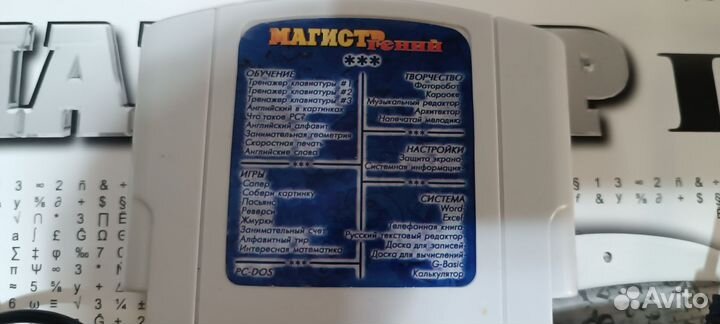 МАГИСТР
гений
***
ОБУЧЕНИЕ
Тренажер клавиатуры #1
Тренажер клавиатуры #2
Тренажер клавиатуры #3
Английский в картинках
Что такое PC?
Английский алфавит
Занимательная геометрия
Скоростная печать
Английские слова
***
ИГРЫ
Сапер
Собери картинку
Пасьянс
Реверси
Жмурки
Занимательный счет
Алфавитный тир
Интересная математика
***
PC-DOS
ТВОРЧЕСТВО
Фоторобот
Караоке
Музыкальный редактор
Архитектор
Напечатай мелодию
***
НАСТРОЙКИ
Защита экрана
Системная информация
***
СИСТЕМА
Word
Excel
Телефонная книга
Русский текстовый редактор
Доска для записей
Доска для вычислений
G-Basic
Калькулятор
Avito